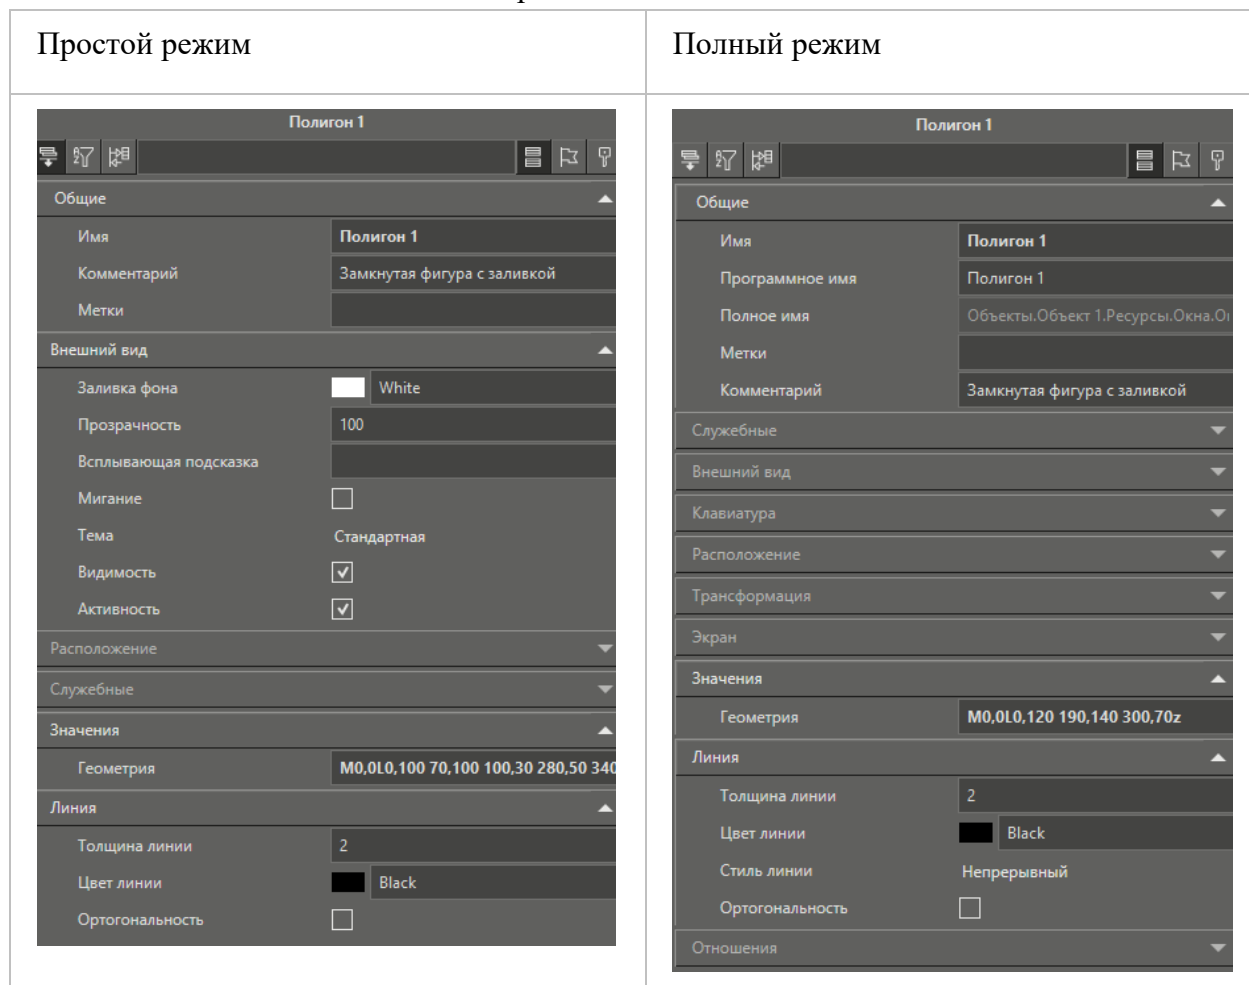 Простой режим
Полный режим
Полигон 1
Общие
Имя Полигон 1
Комментарий Замкнутая фигура с заливкой
Метки
Внешний вид
Заливка фона White
Прозрачность 100
Всплывающая подсказка
Мигание
Тема Стандартная
Видимость
Активность
Расположение
Служебные
Значения
Геометрия M0,0L0,100 70,100 100,30 280,50 340
Линия
Толщина линии 2
Цвет линии Black
Ортогональность
Полигон 1
Общие
Имя Полигон 1
Программное имя Полигон 1
Полное имя Объекты.Объект 1.Ресурсы.Окна.
Метки
Комментарий Замкнутая фигура с заливкой
Служебные
Внешний вид
Клавиатура
Расположение
Трансформация
Экран
Значения
Геометрия M0,0L0,120 190,140 300,70z
Линия
Толщина линии 2
Цвет линии Black
Стиль линии Непрерывный
Ортогональность
Отношения